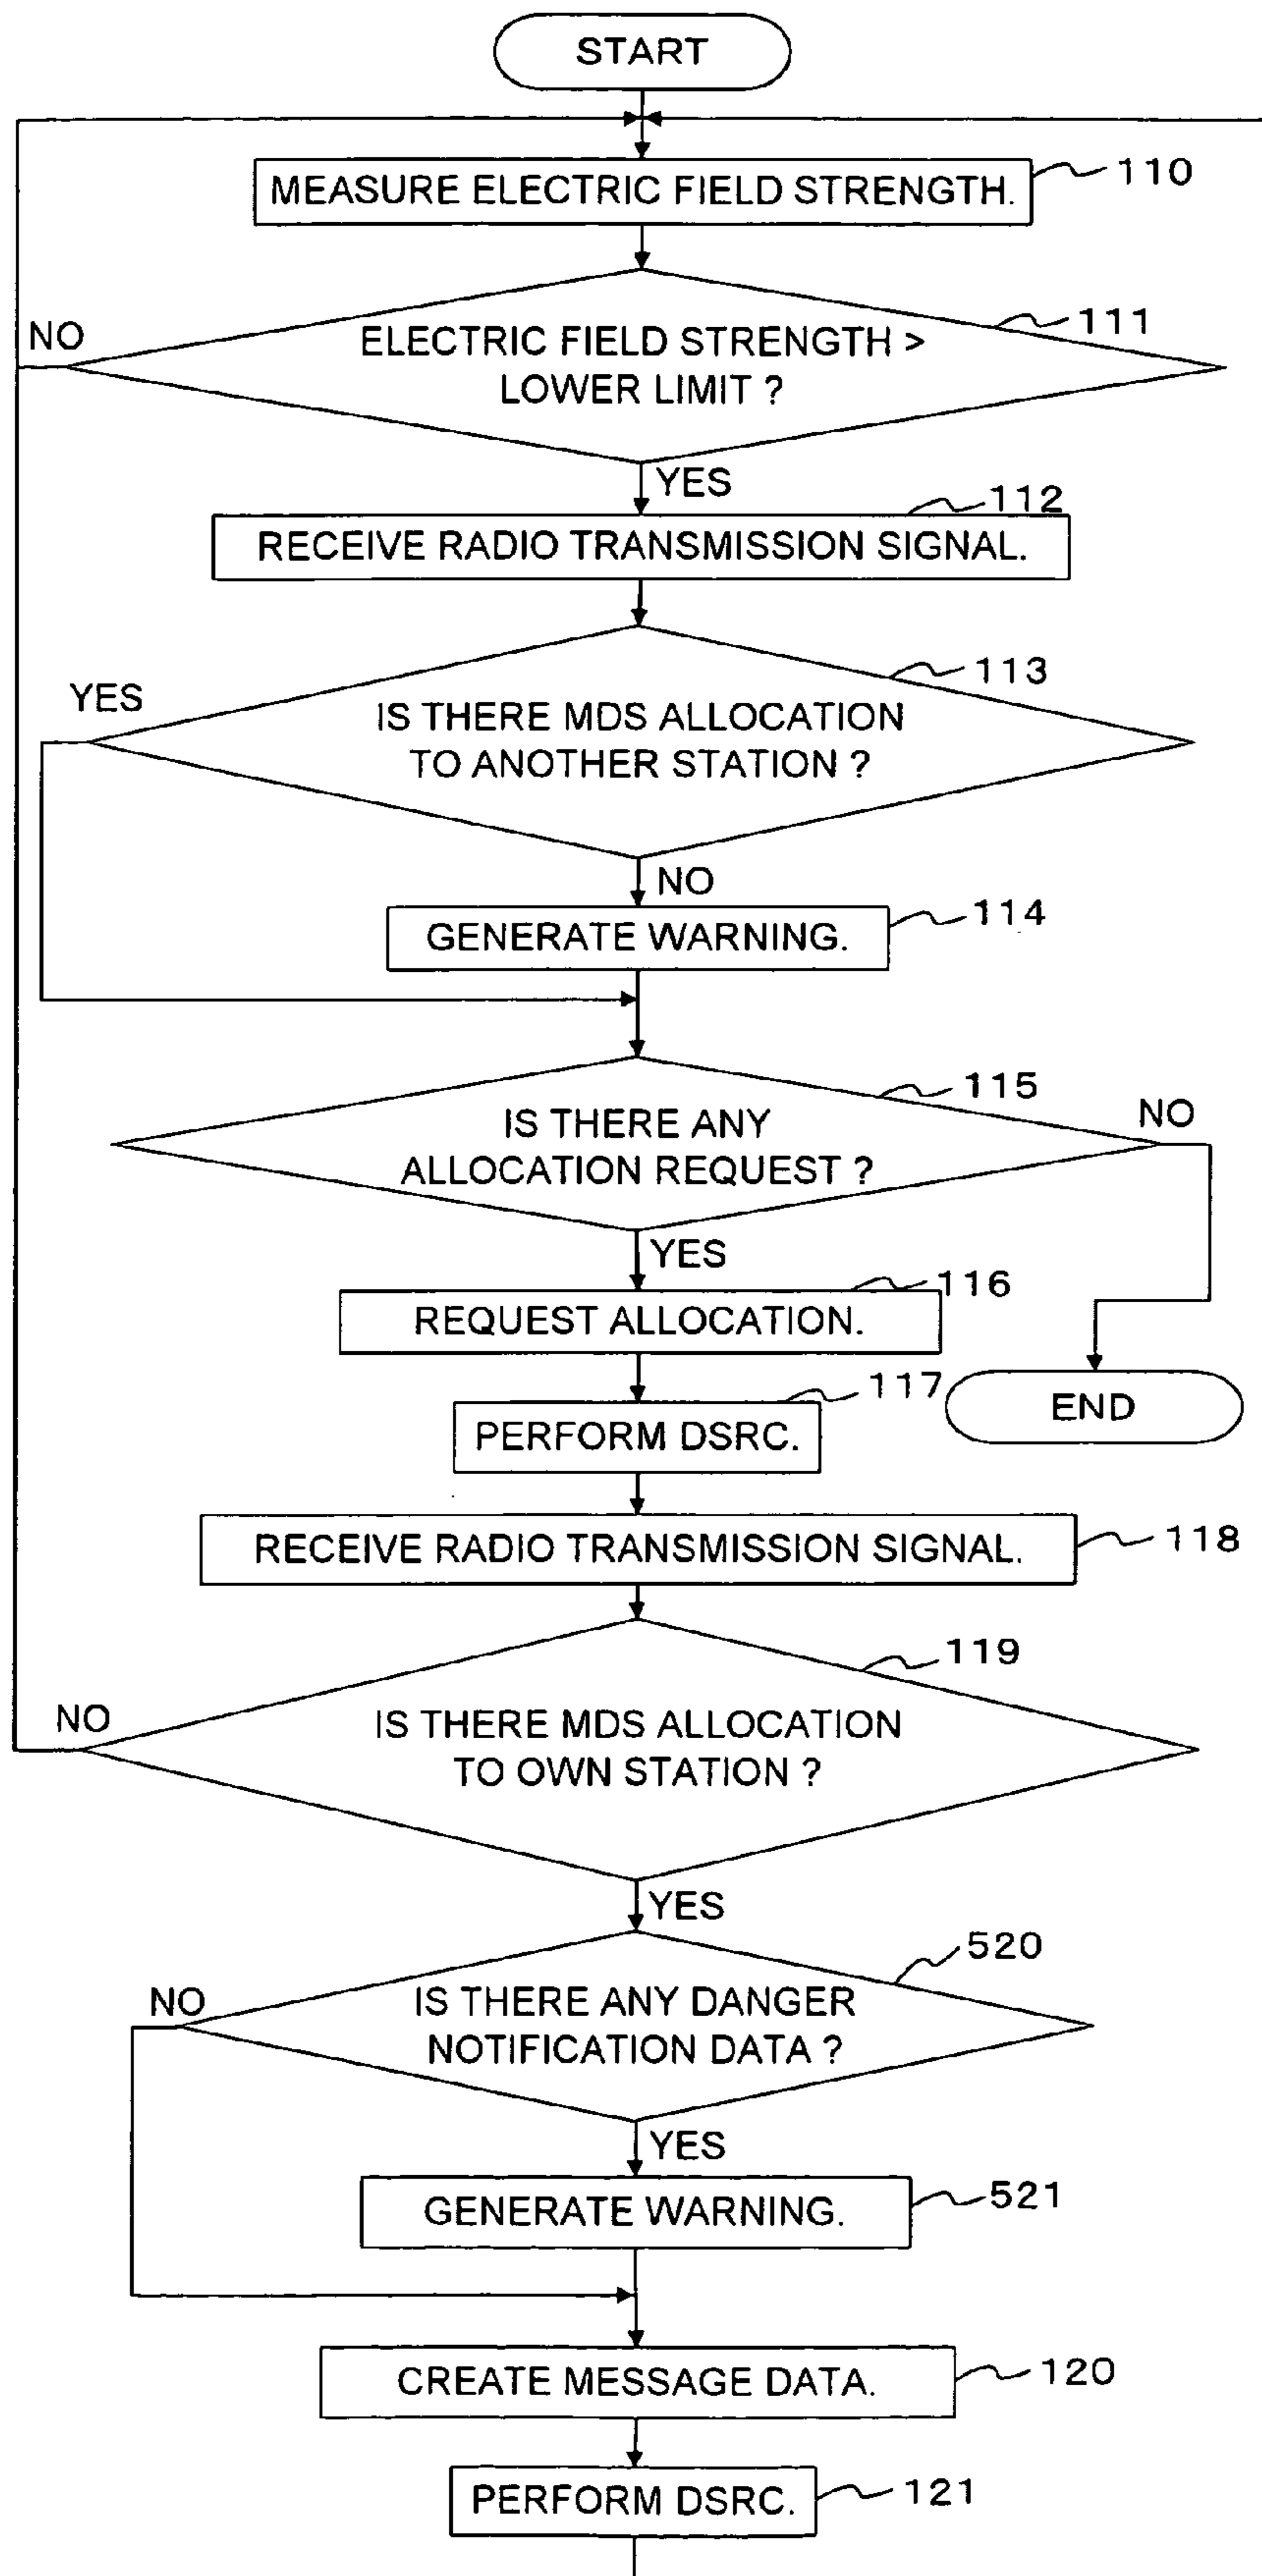 START
MEASURE ELECTRIC FIELD STRENGTH.
110
NO
ELECTRIC FIELD STRENGTH >
LOWER LIMIT ?
111
YES
112
RECEIVE RADIO TRANSMISSION SIGNAL.
113
YES
IS THERE MDS ALLOCATION
TO ANOTHER STATION ?
NO
GENERATE WARNING.
114
115
NO
IS THERE ANY
ALLOCATION REQUEST ?
YES
116
REQUEST ALLOCATION.
117
END
PERFORM DSRC.
RECEIVE RADIO TRANSMISSION SIGNAL.
118
119
NO
IS THERE MDS ALLOCATION
TO OWN STATION ?
YES
520
NO
IS THERE ANY DANGER
NOTIFICATION DATA ?
YES
GENERATE WARNING.
521
CREATE MESSAGE DATA.
120
PERFORM DSRC.
121